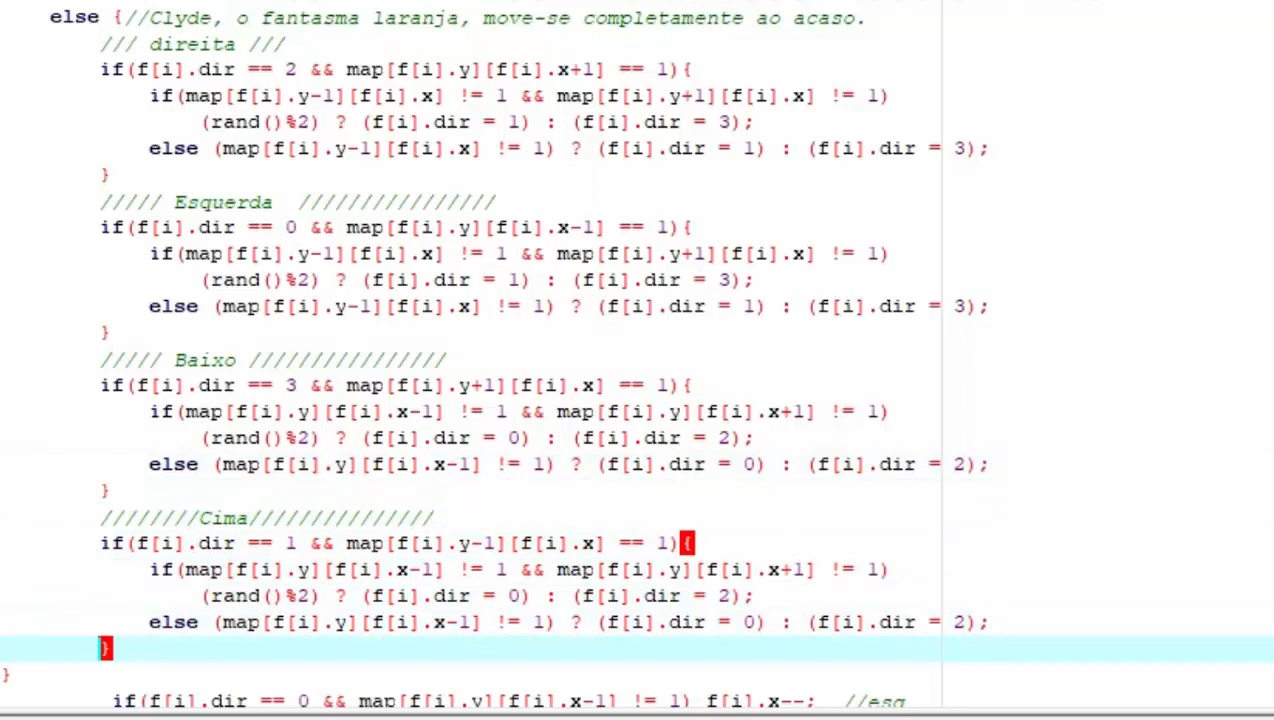 else {//Clyde, o fantasma laranja, move-se completamente ao acaso.
/// direita ///
if(f[i].dir == 2 && map[f[i].y][f[i].x+1] == 1){
if(map[f[i].y-1][f[i].x] != 1 && map[f[i].y+1][f[i].x] != 1)
(rand()%2) ? (f[i].dir = 1) : (f[i].dir = 3);
else (map[f[i].y-1][f[i].x] != 1) ? (f[i].dir = 1) : (f[i].dir = 3);
}
///// Esquerda  ////////////////
if(f[i].dir == 0 && map[f[i].y][f[i].x-1] == 1){
if(map[f[i].y-1][f[i].x] != 1 && map[f[i].y+1][f[i].x] != 1)
(rand()%2) ? (f[i].dir = 1) : (f[i].dir = 3);
else (map[f[i].y-1][f[i].x] != 1) ? (f[i].dir = 1) : (f[i].dir = 3);
}
///// Baixo ////////////////
if(f[i].dir == 3 && map[f[i].y+1][f[i].x] == 1){
if(map[f[i].y][f[i].x-1] != 1 && map[f[i].y][f[i].x+1] != 1)
(rand()%2) ? (f[i].dir = 0) : (f[i].dir = 2);
else (map[f[i].y][f[i].x-1] != 1) ? (f[i].dir = 0) : (f[i].dir = 2);
}
////////Cima///////////////
if(f[i].dir == 1 && map[f[i].y-1][f[i].x] == 1){
if(map[f[i].y][f[i].x-1] != 1 && map[f[i].y][f[i].x+1] != 1)
(rand()%2) ? (f[i].dir = 0) : (f[i].dir = 2);
else (map[f[i].y][f[i].x-1] != 1) ? (f[i].dir = 0) : (f[i].dir = 2);
}
}
if(f[i].dir == 0 && map[f[i].y][f[i].x-1] != 1) f[i].x--;  //esq